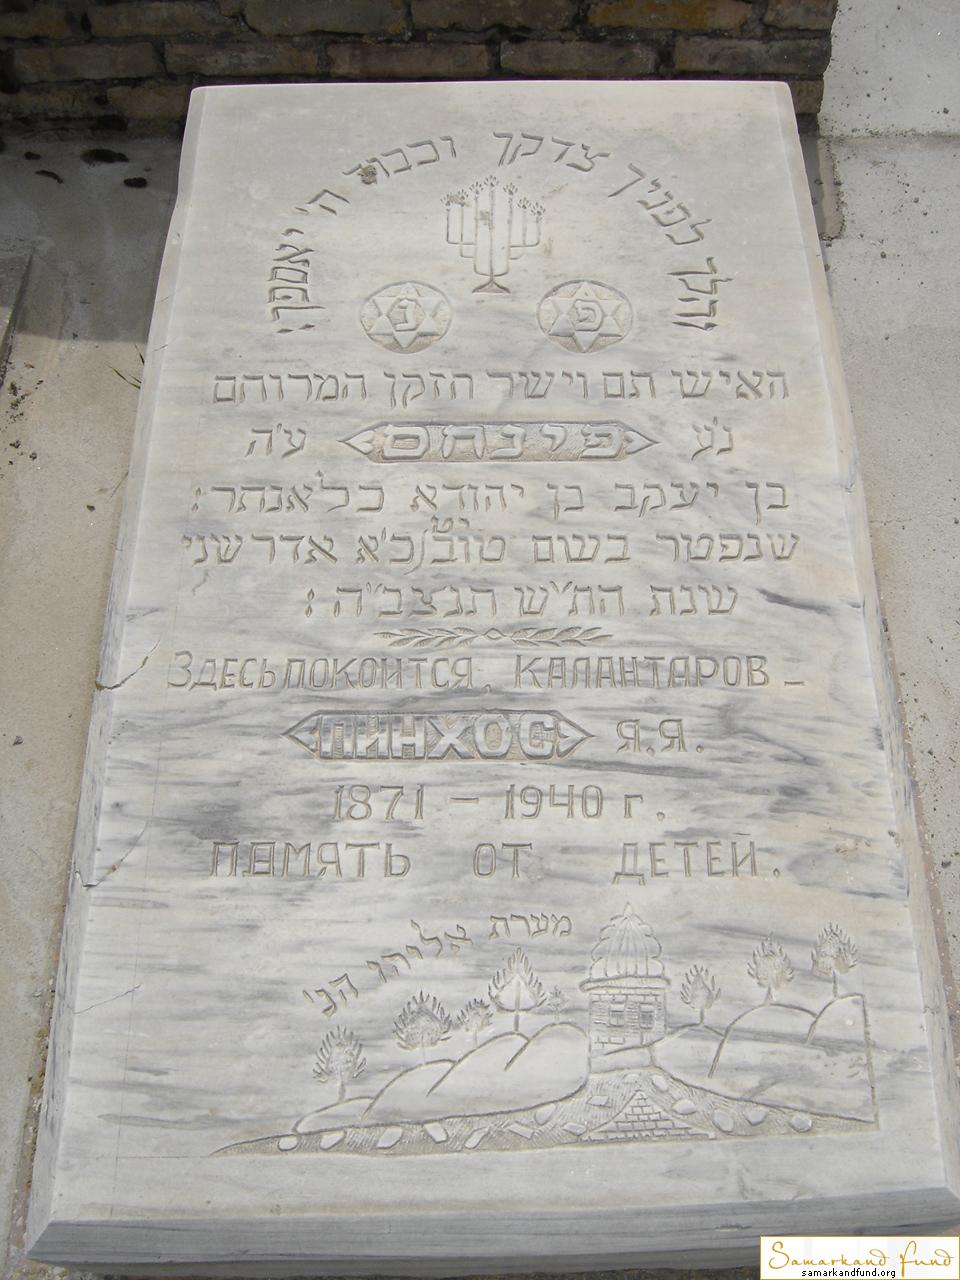 והלך לפניך צדקך וכבוד ה' יאספך:
פ נ
האיש תם וישר הזקן המרוחם
נ"ע פינחס ע"ה
בן יעקב בן יהודא כלאנתר:
שנפטר בשם טוב יט כ"א אדר שני
שנת הת"ש תנצב"ה:
ЗДЕСЬ ПОКОИТСЯ, КАЛАНТАРОВ –
ПИНХОС Я.Я.
1871 – 1940 г.
ПАМЯТЬ ОТ ДЕТЕЙ.
מערת אליהו הנ'
Samarkand fund
samarkandfund.org